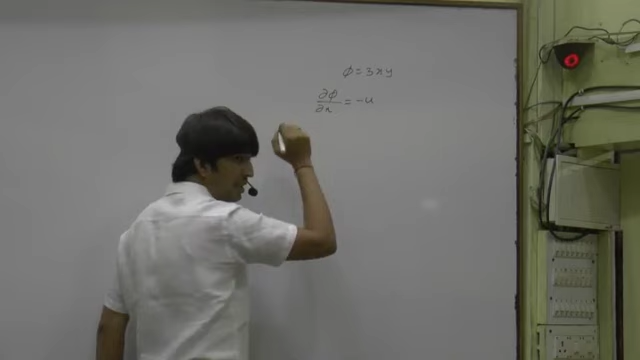 ϕ = 3xy
∂ϕ/∂x = -u